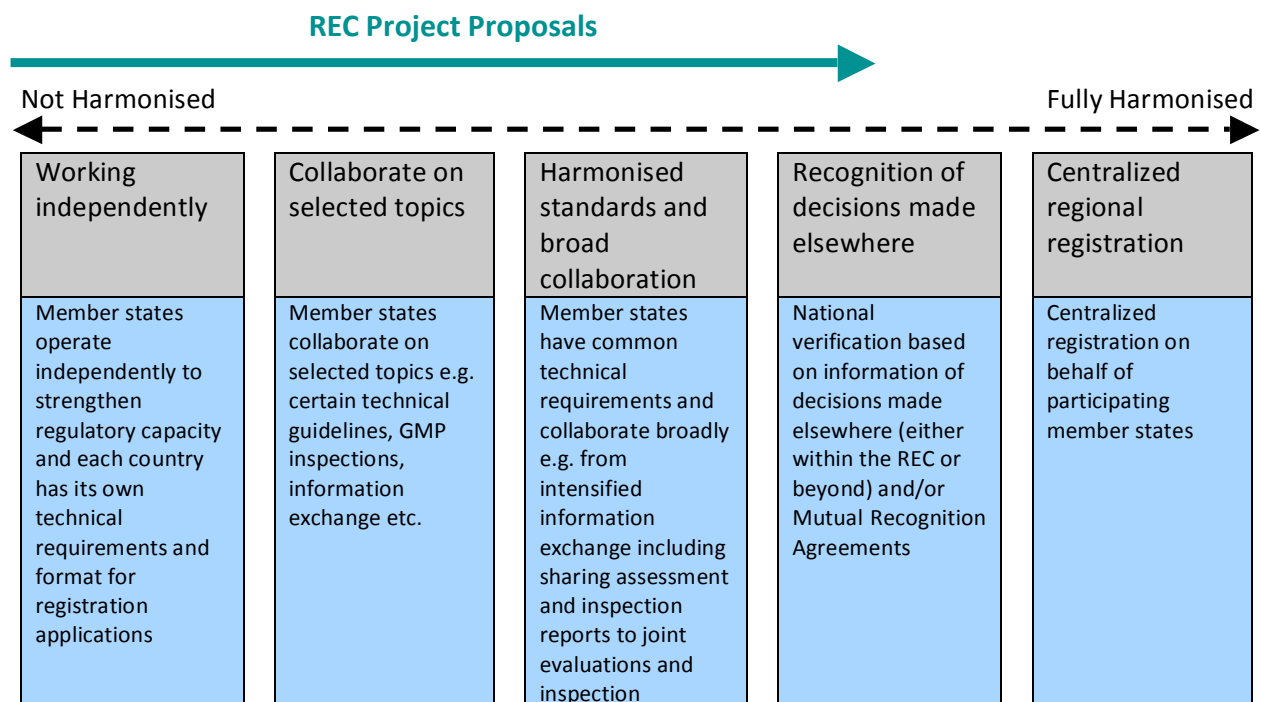 REC Project Proposals
Not Harmonised
Fully Harmonised
Working
independently
Member states
operate
independently to
strengthen
regulatory capacity
and each country
has its own
technical
requirements and
format for
registration
applications
Collaborate on
selected topics
Member states
collaborate on
selected topics e.g.
certain technical
guidelines, GMP
inspections,
information
exchange etc.
Harmonised
standards and
broad
collaboration
Member states
have common
technical
requirements and
collaborate broadly
e.g. from
intensified
information
exchange including
sharing assessment
and inspection
reports to joint
evaluations and
inspection
Recognition of
decisions made
elsewhere
National
verification based
on information of
decisions made
elsewhere (either
within the REC or
beyond) and/or
Mutual Recognition
Agreements
Centralized
regional
registration
Centralized
registration on
behalf of
participating
member states